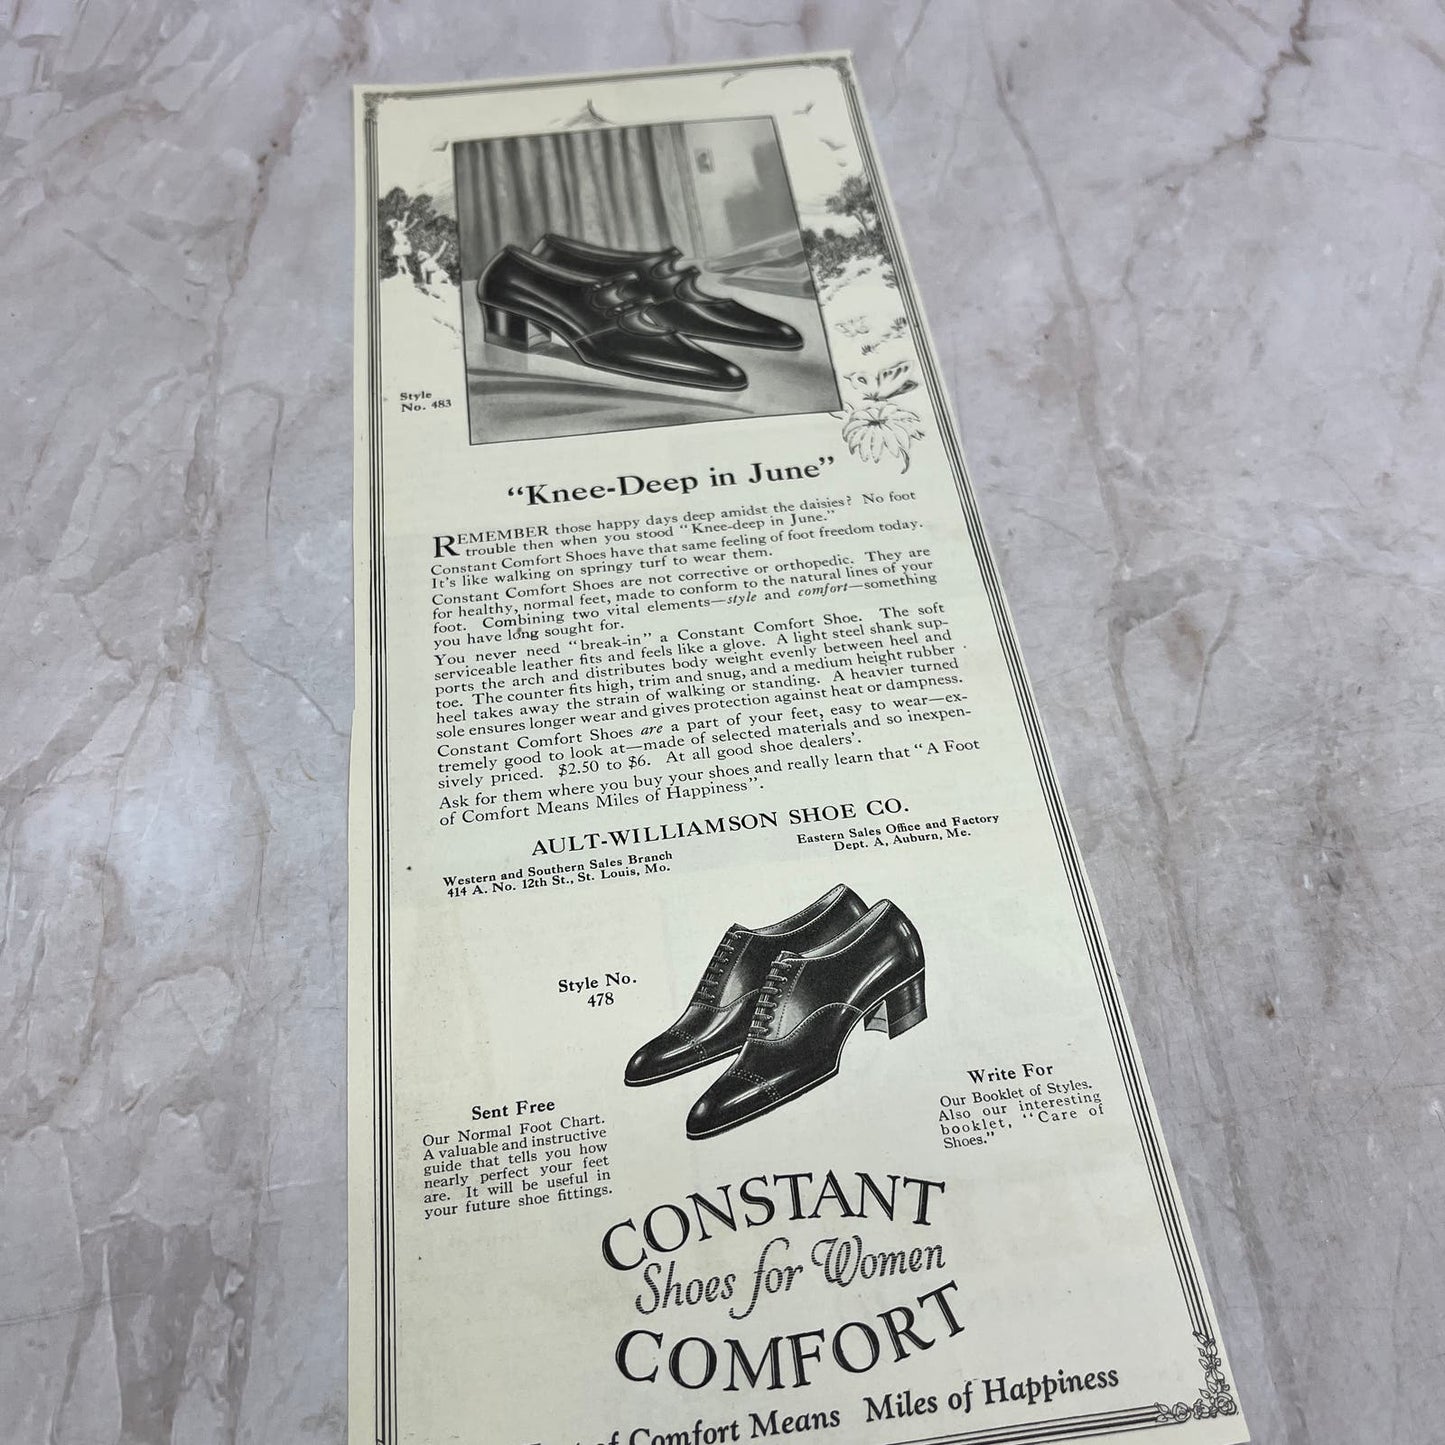 Style
No. 483
"Knee-Deep in June"
REMEMBER those happy days deep amidst the daisies? No foot
trouble then when you stood "Knee-deep in June."
Constant Comfort Shoes have that same feeling of foot freedom today.
It's like walking on springy turf to wear them.
Constant Comfort Shoes are not corrective or orthopedic. They are
for healthy, normal feet, made to conform to the natural lines of your
foot. Combining two vital elements—style and comfort—something
you have long sought for.
You never need "break-in" a Constant Comfort Shoe. The soft
serviceable leather fits and feels like a glove. A light steel shank sup-
ports the arch and distributes body weight evenly between heel and
toe. The counter fits high, trim and snug, and a medium height rubber
heel takes away the strain of walking or standing. A heavier turned
sole ensures longer wear and gives protection against heat or dampness.
Constant Comfort Shoes are a part of your feet, easy to wear—ex-
tremely good to look at—made of selected materials and so inexpen-
sively priced. $2.50 to $6. At all good shoe dealers'.
Ask for them where you buy your shoes and really learn that "A Foot
of Comfort Means Miles of Happiness".
AULT-WILLIAMSON SHOE CO.
Western and Southern Sales Branch
414 A. No. 12th St., St. Louis, Mo.
Eastern Sales Office and Factory
Dept. A, Auburn, Me.
Style No.
478
Sent Free
Our Normal Foot Chart.
A valuable and instructive
guide that tells you how
nearly perfect your feet
are. It will be useful in
your future shoe fittings.
Write For
Our Booklet of Styles.
Also our interesting
booklet, "Care of
Shoes."
CONSTANT
Shoes for Women
COMFORT
of Comfort Means Miles of Happiness